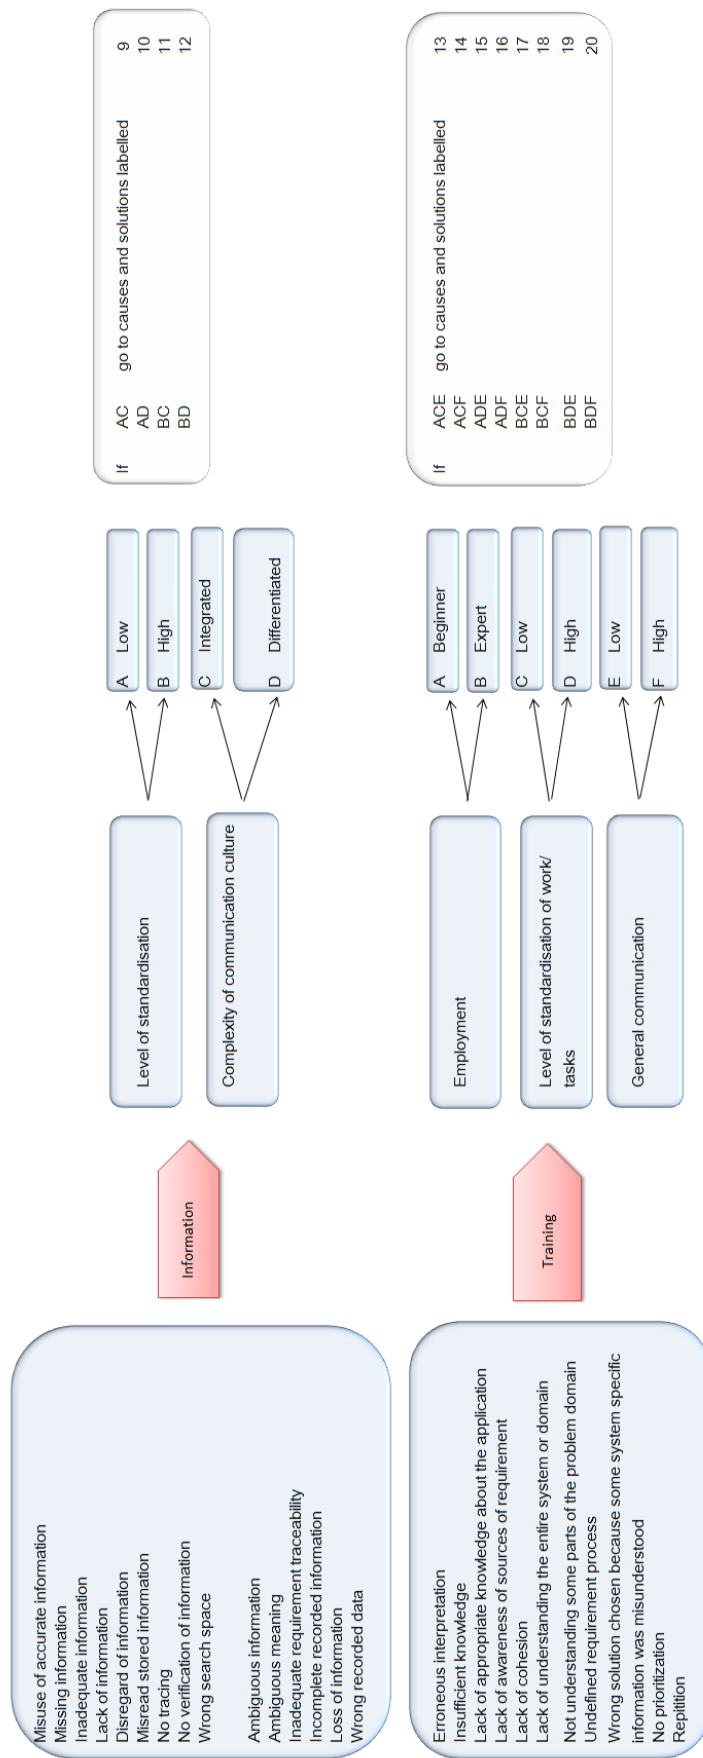 Misuse of accurate information
Missing information
Inadequate information
Lack of information
Disregard of information
Misread stored information
No tracing
No verification of information
Wrong search space
Ambiguous information
Ambiguous meaning
Inadequate requirement traceability
Incomplete recorded information
Loss of information
Wrong recorded data
Information
Level of standardisation
Complexity of communication culture
A Low
B High
C Integrated
D Differentiated
If AC go to causes and solutions labelled 9
AD 10
BC 11
BD 12
Erroneous interpretation
Insufficient knowledge
Lack of appropriate knowledge about the application
Lack of awareness of sources of requirement
Lack of cohesion
Lack of understanding the entire system or domain
Not understanding some parts of the problem domain
Undefined requirement process
Wrong solution chosen because some system specific
information was misunderstood
No prioritization
Repitition
Training
Employment
Level of standardisation of work/
tasks
General communication
A Beginner
B Expert
C Low
D High
E Low
F High
If ACE go to causes and solutions labelled 13
ACF 14
ADE 15
ADF 16
BCE 17
BCF 18
BDE 19
BDF 20